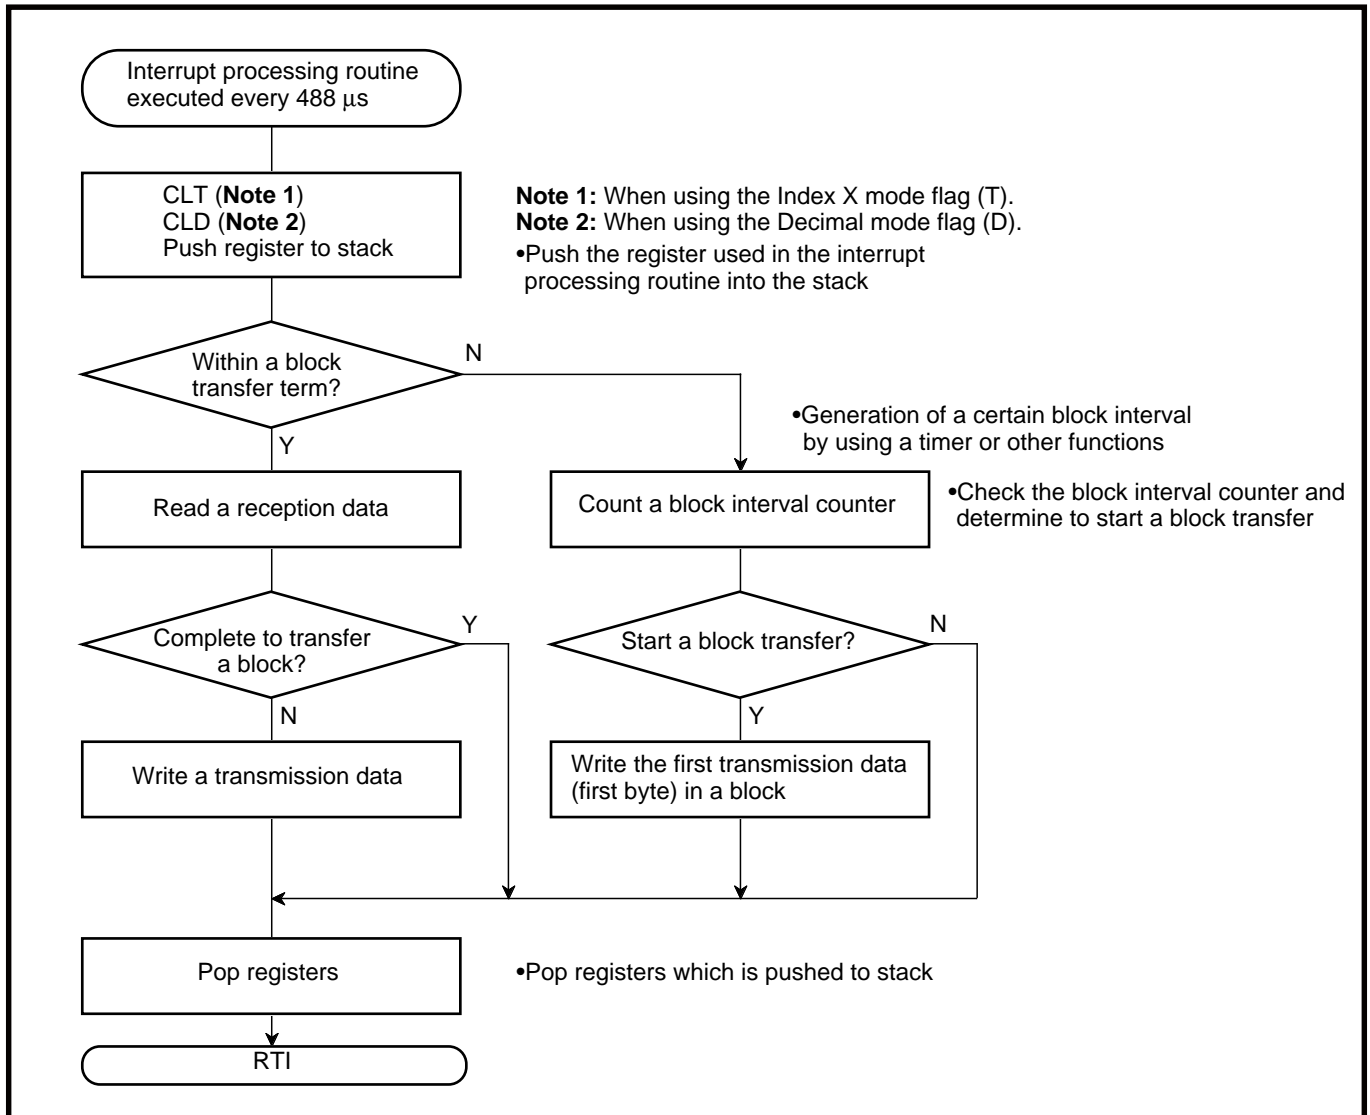 Interrupt processing routine
executed every 488 µs
CLT (Note 1)
CLD (Note 2)
Push register to stack
Note 1: When using the Index X mode flag (T).
Note 2: When using the Decimal mode flag (D).
•Push the register used in the interrupt
processing routine into the stack
Within a block
transfer term?
N
Y
•Generation of a certain block interval
by using a timer or other functions
Read a reception data
Count a block interval counter
•Check the block interval counter and
determine to start a block transfer
Complete to transfer
a block?
Y
N
Start a block transfer?
N
Y
Write a transmission data
Write the first transmission data
(first byte) in a block
Pop registers
•Pop registers which is pushed to stack
RTI